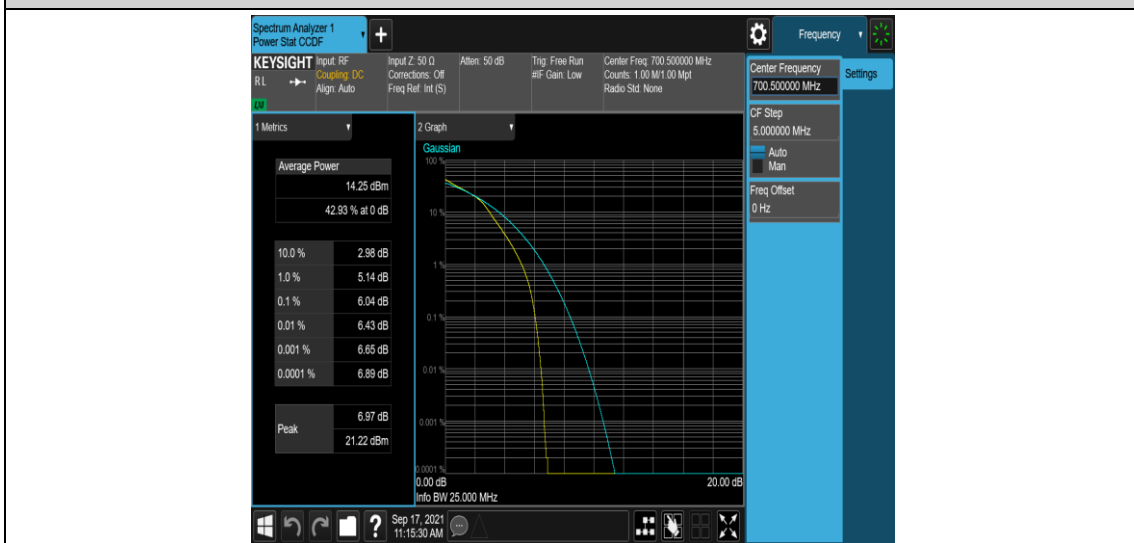 Spectrum Analyzer 1
Power Stat CCDF
+
Frequency
KEYSIGHT
Input: RF
Coupling: DC
Align: Auto
Input Z: 50 Ω
Corrections: Off
Freq Ref: Int (S)
Atten: 50 dB
Trig: Free Run
#IF Gain: Low
Center Freq: 700.500000 MHz
Counts: 1.00 M/1.00 Mpt
Radio Std: None
RL
LXI
Center Frequency
700.500000 MHz
Settings
CF Step
5.000000 MHz
Auto
Man
Freq Offset
0 Hz
1 Metrics
Average Power
14.25 dBm
42.93 % at 0 dB
10.0 % 2.98 dB
1.0 % 5.14 dB
0.1 % 6.04 dB
0.01 % 6.43 dB
0.001 % 6.65 dB
0.0001 % 6.89 dB
Peak
6.97 dB
21.22 dBm
2 Graph
Gaussian
100 %
10 %
1 %
0.1 %
0.01 %
0.001 %
0.0001 %
0.00 dB 20.00 dB
Info BW 25.000 MHz
?
Sep 17, 2021
11:15:30 AM